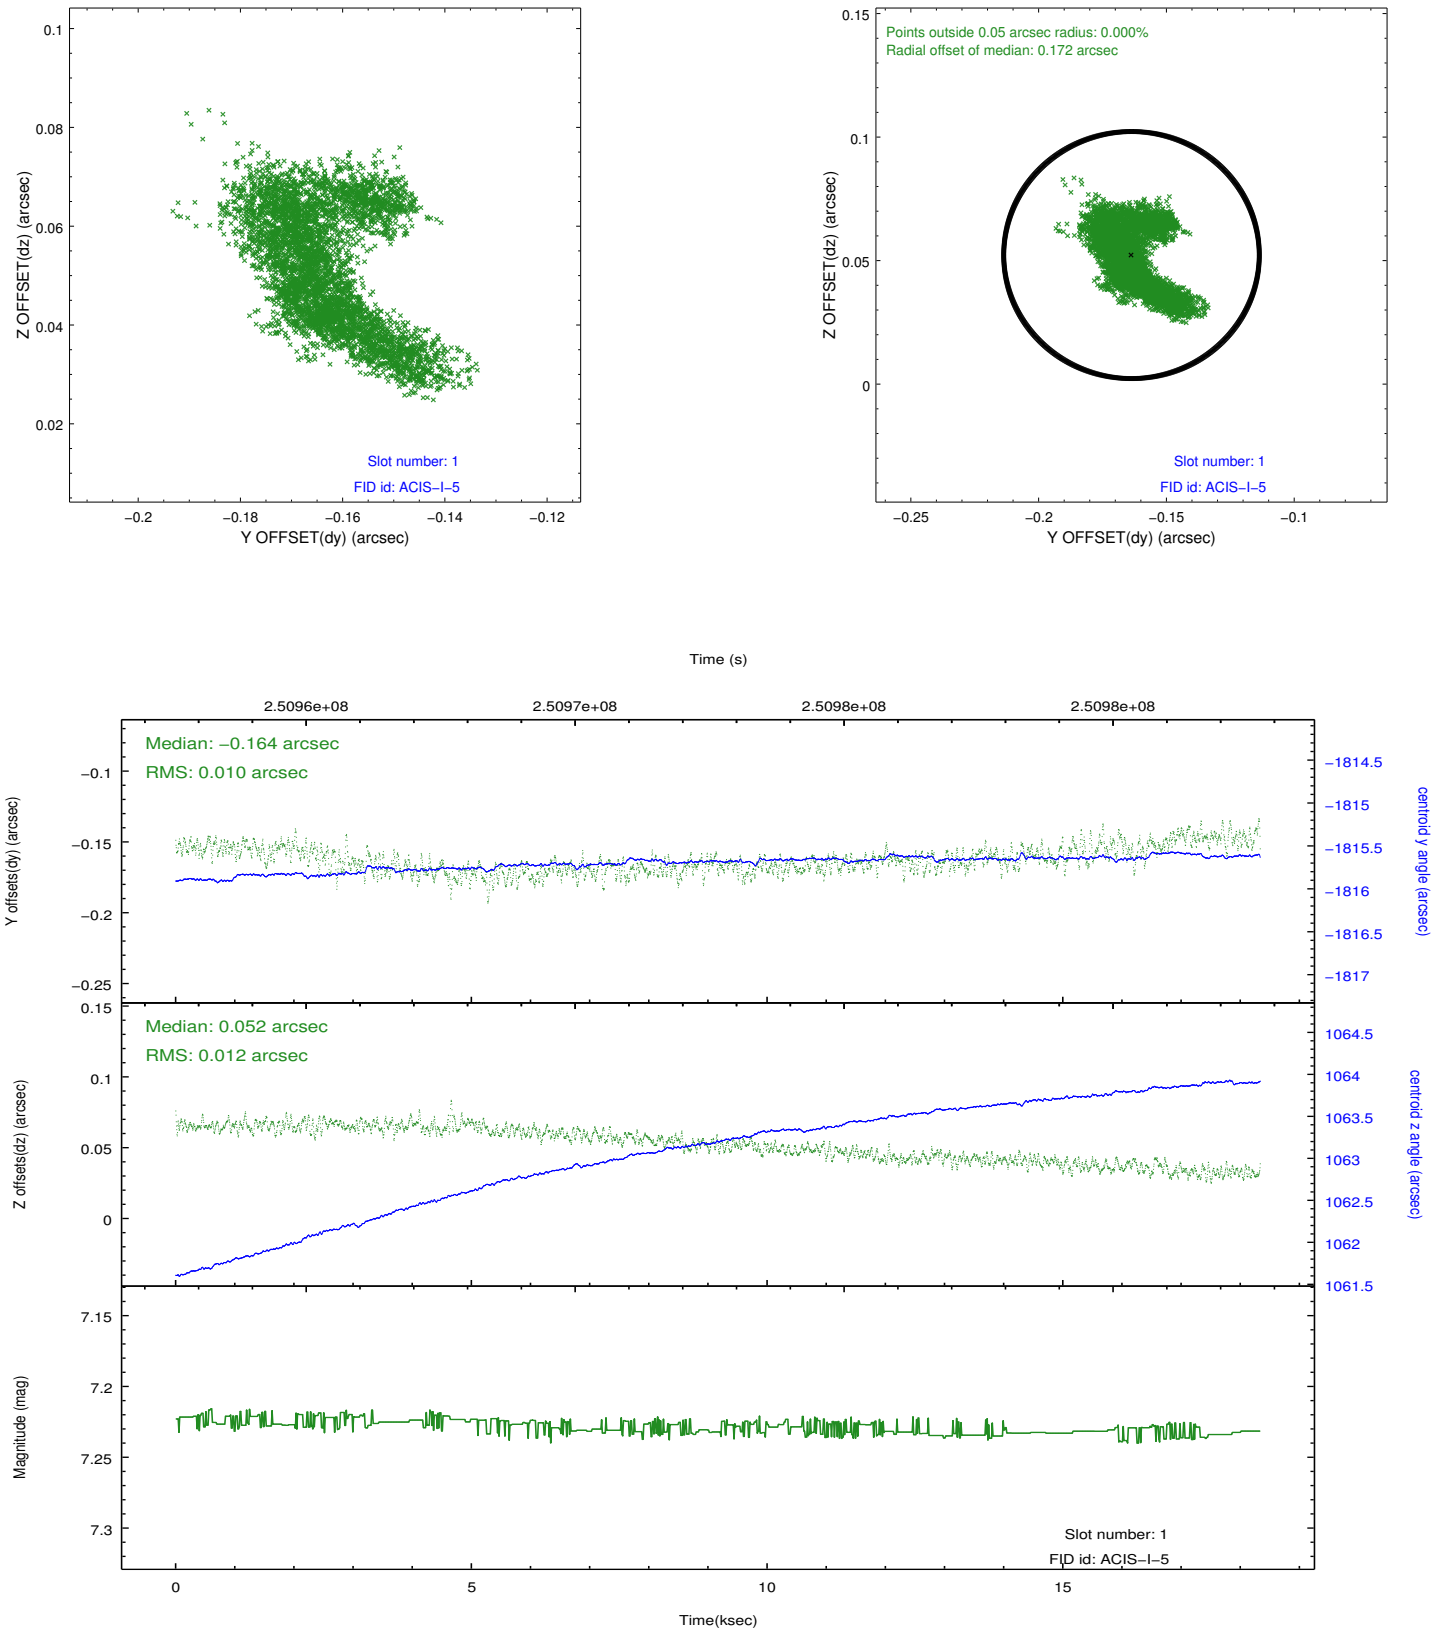 0.1
0.08
0.06
0.04
0.02
Z OFFSET(dz) (arcsec)
Slot number: 1
FID id: ACIS−I−5
−0.2 −0.18 −0.16 −0.14 −0.12
Y OFFSET(dy) (arcsec)
0.15
0.1
0.05
0
Z OFFSET(dz) (arcsec)
Points outside 0.05 arcsec radius: 0.000%
Radial offset of median: 0.172 arcsec
Slot number: 1
FID id: ACIS−I−5
−0.25 −0.2 −0.15 −0.1
Y OFFSET(dy) (arcsec)
Time (s)
2.5096e+08 2.5097e+08 2.5098e+08 2.5098e+08
Median: −0.164 arcsec
RMS: 0.010 arcsec
−0.1
−0.15
−0.2
−0.25
Y offsets(dy) (arcsec)
−1814.5
−1815
−1815.5
−1816
−1816.5
−1817
centroid y angle (arcsec)
Median: 0.052 arcsec
RMS: 0.012 arcsec
0.15
0.1
0.05
0
Z offsets(dz) (arcsec)
1064.5
1064
1063.5
1063
1062.5
1062
1061.5
centroid z angle (arcsec)
7.15
7.2
7.25
7.3
Magnitude (mag)
Slot number: 1
FID id: ACIS−I−5
0 5 10 15
Time(ksec)